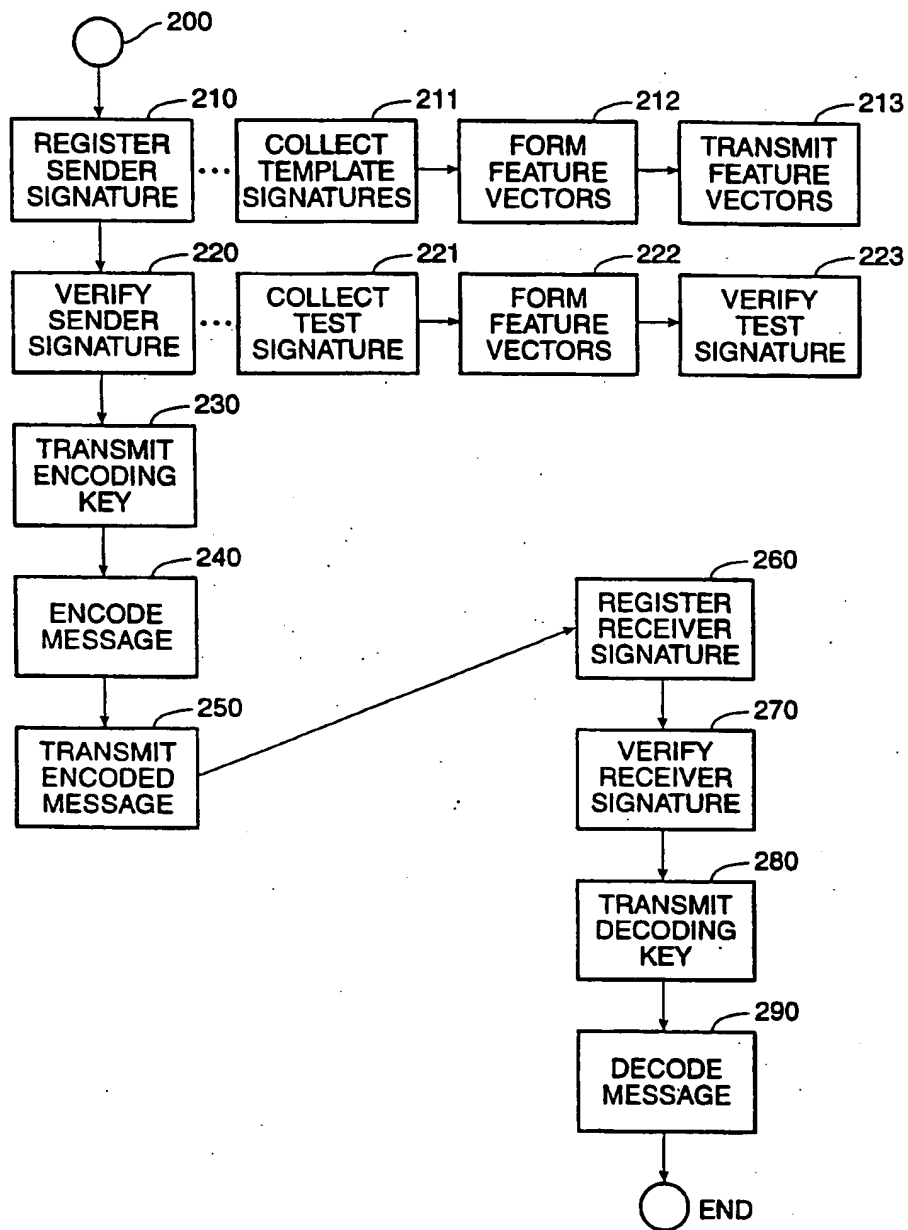 200
210
REGISTER
SENDER
SIGNATURE
211
COLLECT
TEMPLATE
SIGNATURES
212
FORM
FEATURE
VECTORS
213
TRANSMIT
FEATURE
VECTORS
220
VERIFY
SENDER
SIGNATURE
221
COLLECT
TEST
SIGNATURE
222
FORM
FEATURE
VECTORS
223
VERIFY
TEST
SIGNATURE
230
TRANSMIT
ENCODING
KEY
240
ENCODE
MESSAGE
250
TRANSMIT
ENCODED
MESSAGE
260
REGISTER
RECEIVER
SIGNATURE
270
VERIFY
RECEIVER
SIGNATURE
280
TRANSMIT
DECODING
KEY
290
DECODE
MESSAGE
END